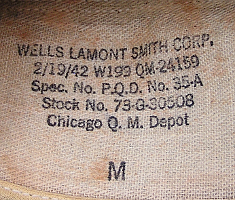 WELLS LAMONT SMITH CORP.
2/19/42 W199 QM-24159
Spec. No. P.Q.D. No. 35-A
Stock No. 73-G-30508
Chicago Q. M. Depot
M